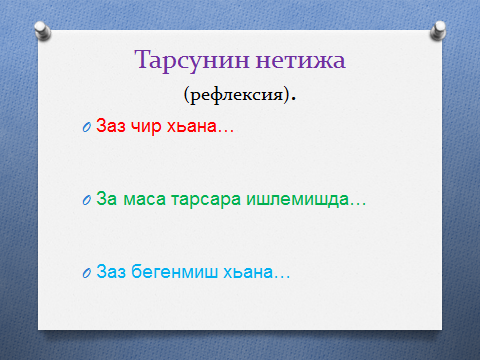 Тарсунин нетижа
(рефлексия).
Заз чир хьана…
За маса тарсара ишлемишда…
Заз бегенмиш хьана…